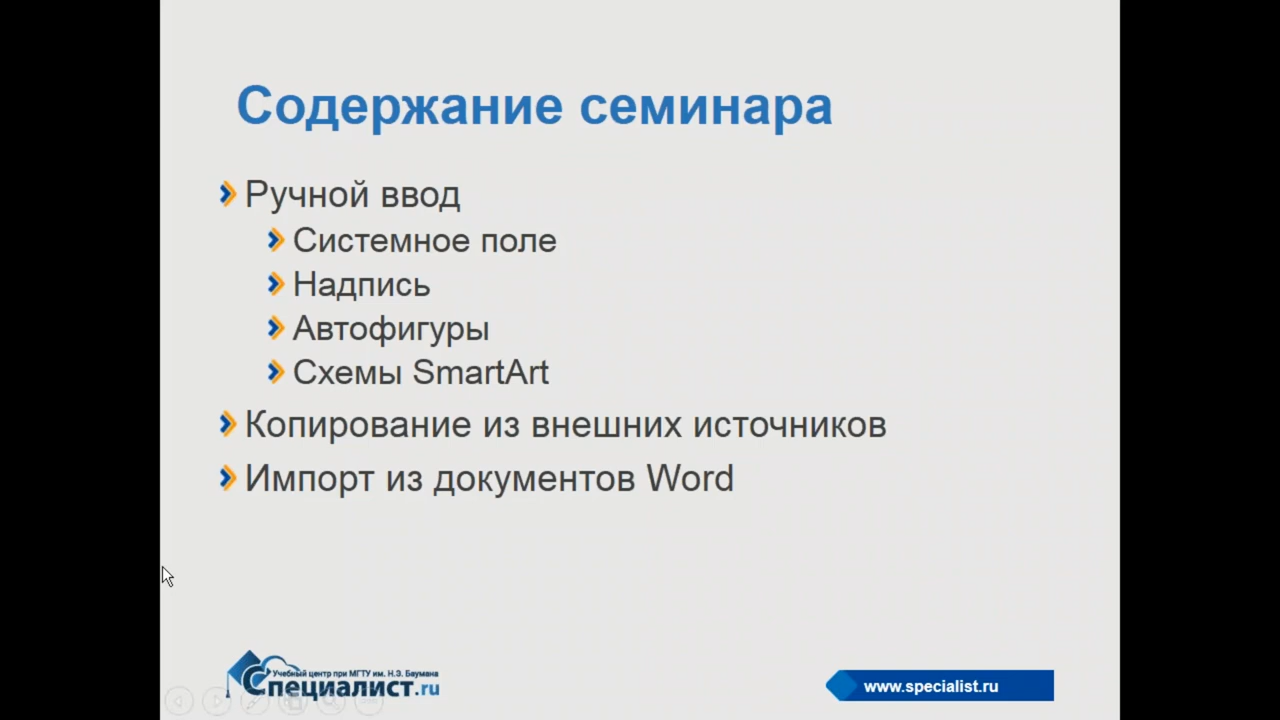 Содержание семинара
Ручной ввод
Системное поле
Надпись
Автофигуры
Схемы SmartArt
Копирование из внешних источников
Импорт из документов Word
Учебный центр при МГТУ им. Н.Э. Баумана
Специалист.ru
www.specialist.ru